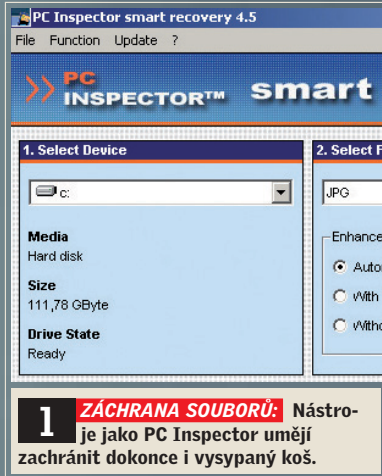 PC Inspector smart recovery 4.5
File Function Update ?
>> PC INSPECTOR™ smart
1. Select Device
c:
Media
Hard disk
Size
111,78 GByte
Drive State
Ready
2. Select F
JPG
Enhance
Auto
With
Witho
1 ZÁCHRANA SOUBORŮ: Nástro-
je jako PC Inspector umějí
zachránit dokonce i vysypaný koš.